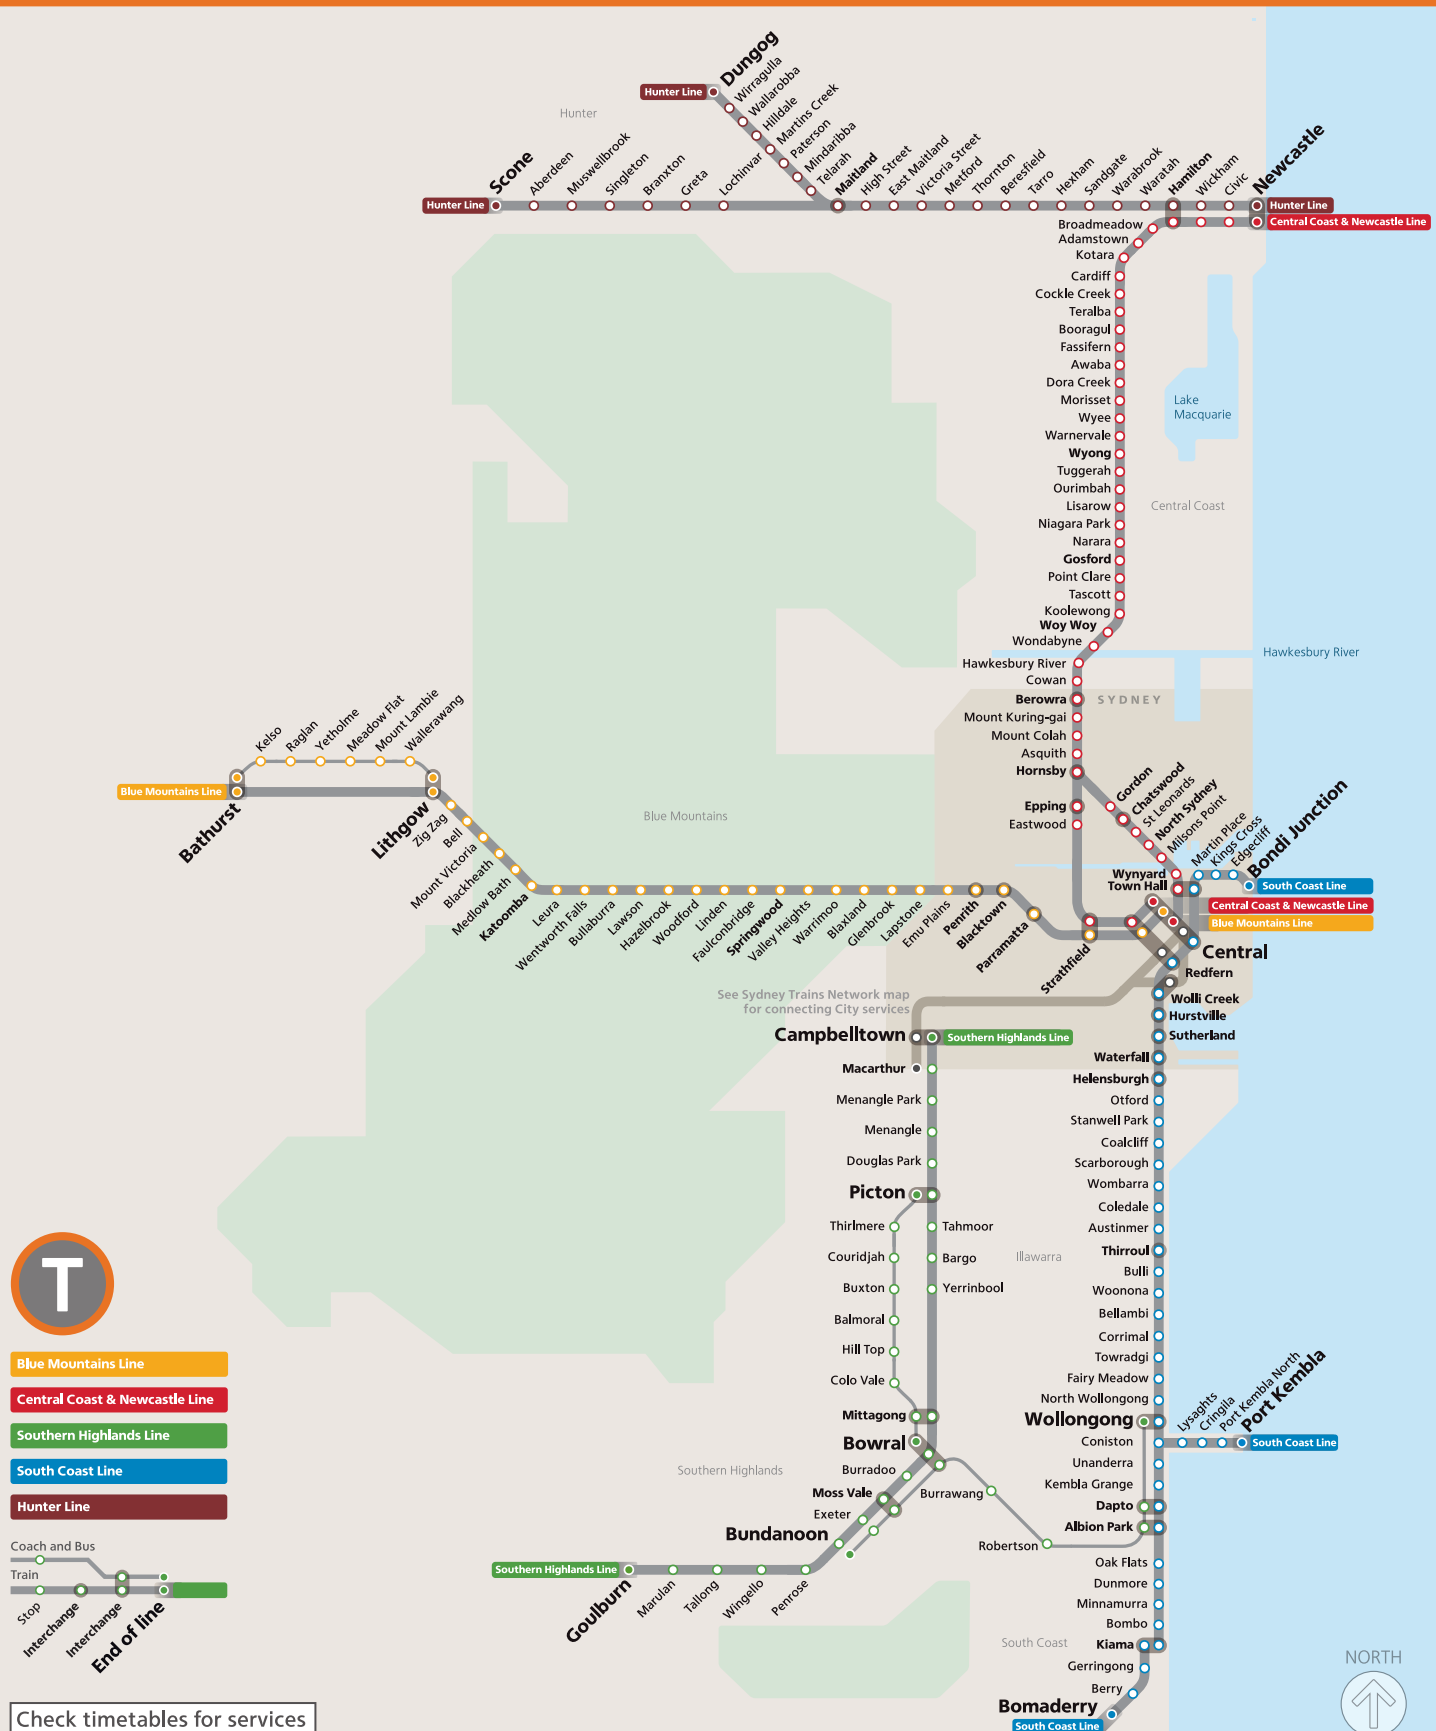 Dungog
Wirragulla
Wallarobba
Hilldale
Martins Creek
Paterson
Mindaribba
Telarah
Hunter Line
Hunter
Scone
Aberdeen
Muswellbrook
Singleton
Branxton
Greta
Lochinvar
Maitland
High Street
East Maitland
Victoria Street
Metford
Thornton
Beresfield
Tarro
Hexham
Sandgate
Warabrook
Waratah
Hamilton
Wickham
Civic
Newcastle
Hunter Line
Hunter Line
Central Coast & Newcastle Line
Broadmeadow
Adamstown
Kotara
Cardiff
Cockle Creek
Teralba
Booragul
Fassifern
Awaba
Dora Creek
Morisset
Wyee
Warnervale
Wyong
Tuggerah
Ourimbah
Lisarow
Niagara Park
Narara
Gosford
Point Clare
Tascott
Koolewong
Woy Woy
Wondabyne
Hawkesbury River
Cowan
Berowra
Mount Kuring-gai
Mount Colah
Asquith
Hornsby
Epping
Eastwood
Lake
Macquarie
Central Coast
Hawkesbury River
SYDNEY
Gordon
Chatswood
St Leonards
North Sydney
Milsons Point
Wynyard
Town Hall
Martin Place
Kings Cross
Edgecliff
Bondi Junction
South Coast Line
Central Coast & Newcastle Line
Blue Mountains Line
Central
Redfern
Kelso
Raglan
Yetholme
Meadow Flat
Mount Lambie
Wallerawang
Blue Mountains Line
Bathurst
Lithgow
Zig Zag
Bell
Mount Victoria
Blackheath
Medlow Bath
Katoomba
Leura
Wentworth Falls
Bullaburra
Lawson
Hazelbrook
Woodford
Linden
Faulconbridge
Springwood
Valley Heights
Warrimoo
Blaxland
Glenbrook
Lapstone
Emu Plains
Penrith
Blacktown
Parramatta
Strathfield
Blue Mountains
See Sydney Trains Network map
for connecting City services
Campbelltown
Southern Highlands Line
Macarthur
Menangle Park
Menangle
Douglas Park
Picton
Thirlmere
Couridjah
Buxton
Balmoral
Hill Top
Colo Vale
Tahmoor
Bargo
Yerrinbool
Mittagong
Bowral
Burradoo
Moss Vale
Exeter
Bundanoon
Southern Highlands
Burrawang
Robertson
Southern Highlands Line
Goulburn
Marulan
Tallong
Wingello
Penrose
Wolli Creek
Hurstville
Sutherland
Waterfall
Helensburgh
Otford
Stanwell Park
Coalcliff
Scarborough
Wombarra
Coledale
Austinmer
Thirroul
Bulli
Woonona
Bellambi
Corrimal
Towradgi
Fairy Meadow
North Wollongong
Wollongong
Coniston
Unanderra
Kembla Grange
Dapto
Albion Park
Oak Flats
Dunmore
Minnamurra
Bombo
Kiama
Gerringong
Berry
Bomaderry
South Coast Line
Illawarra
South Coast
Lysaghts
Cringila
Port Kembla North
Port Kembla
South Coast Line
T
Blue Mountains Line
Central Coast & Newcastle Line
Southern Highlands Line
South Coast Line
Hunter Line
Coach and Bus
Train
Stop
Interchange
Interchange
End of line
Check timetables for services
NORTH